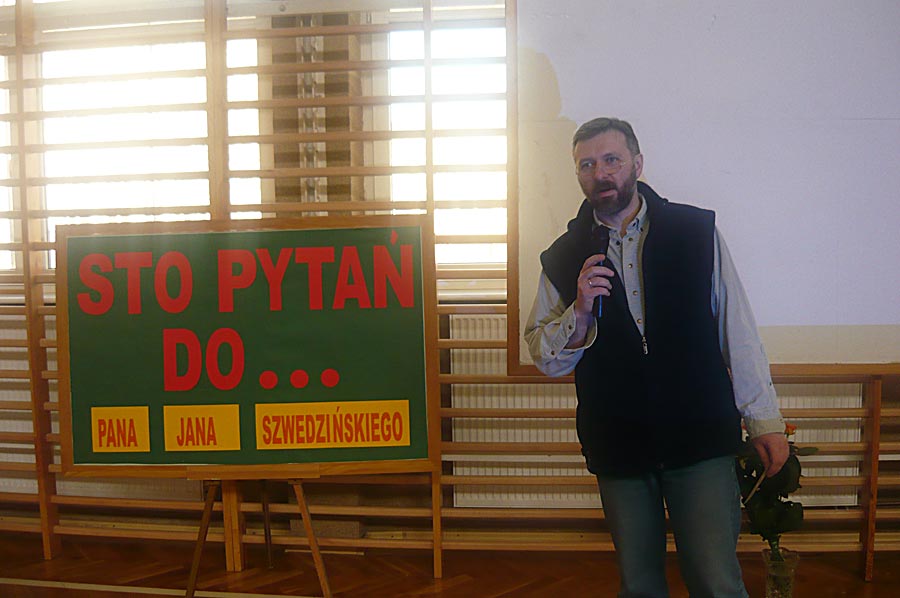 STO PYTAŃ
DO...
PANA JANA SZWEDZIŃSKIEGO